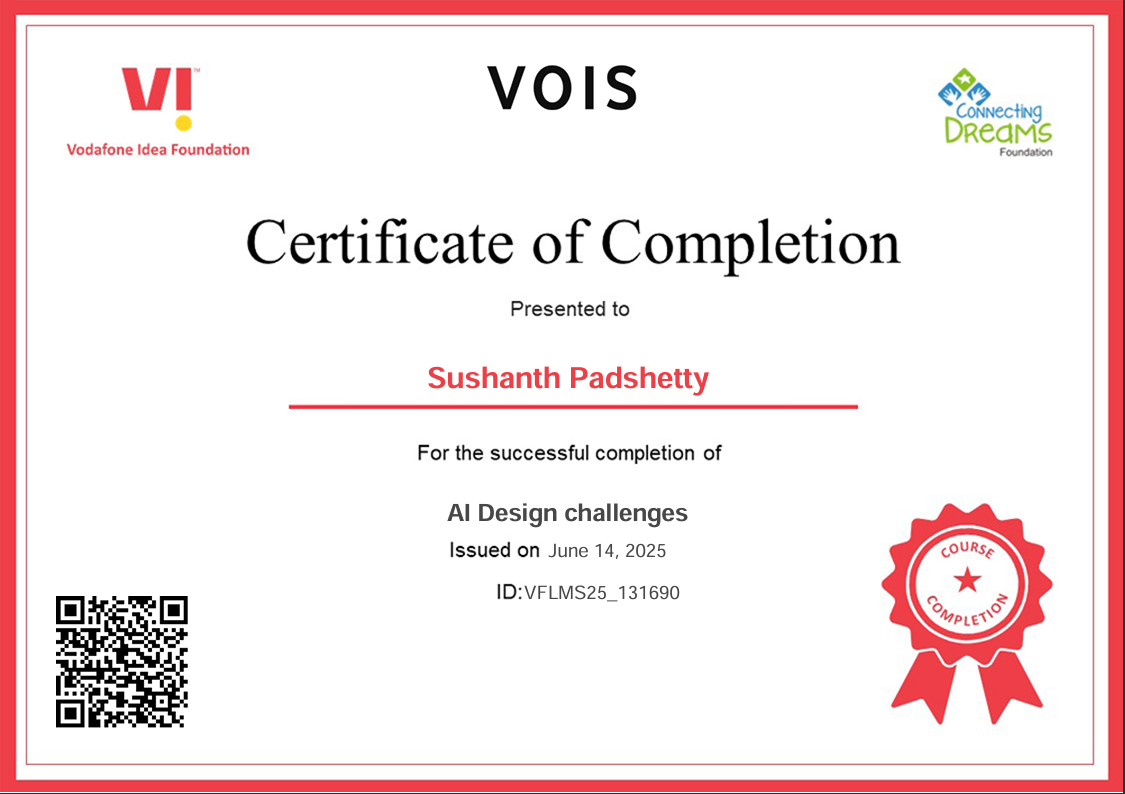 VI™
Vodafone Idea Foundation
VOIS
Connecting
Dreams
Foundation
Certificate of Completion
Presented to
Sushanth Padshetty
For the successful completion of
AI Design challenges
Issued on June 14, 2025
ID:VFLMS25_131690
COURSE
COMPLETION